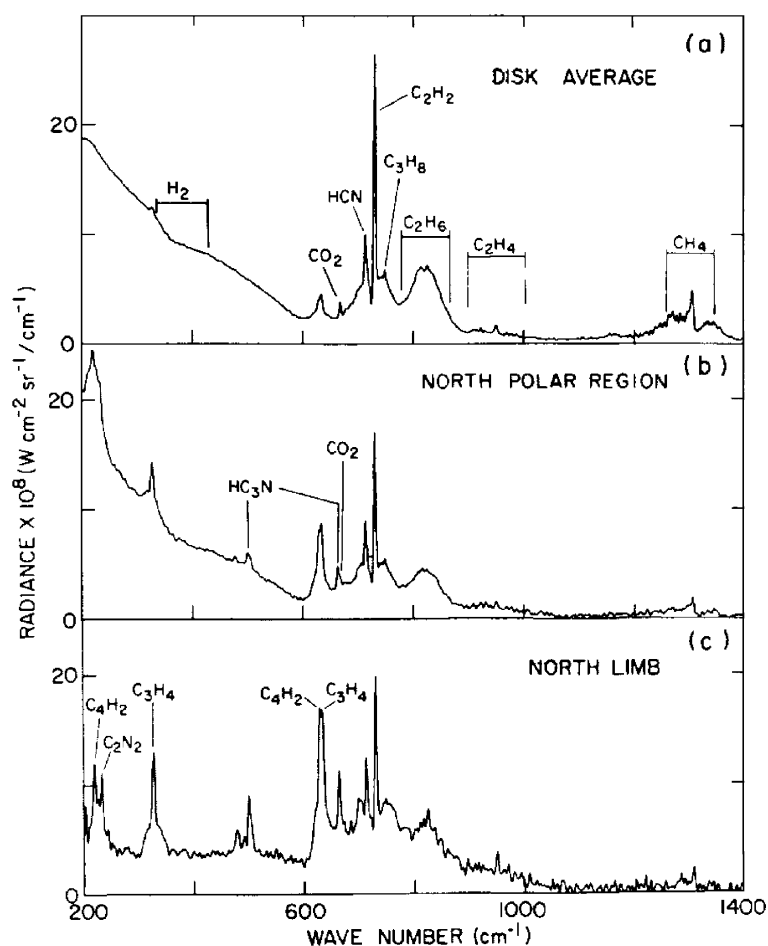 (a)
DISK AVERAGE
C₂H₂
20
C₃H₈
H₂
HCN
C₂H₆
C₂H₄
CH₄
CO₂
0
(b)
NORTH POLAR REGION
20
CO₂
HC₃N
RADIANCE X 10⁸ (W cm⁻² sr⁻¹/cm⁻¹)
0
(c)
NORTH LIMB
20
C₃H₄
C₄H₂
C₃H₄
C₄H₂
C₂N₂
10
0
200
600
1000
1400
WAVE NUMBER (cm⁻¹)